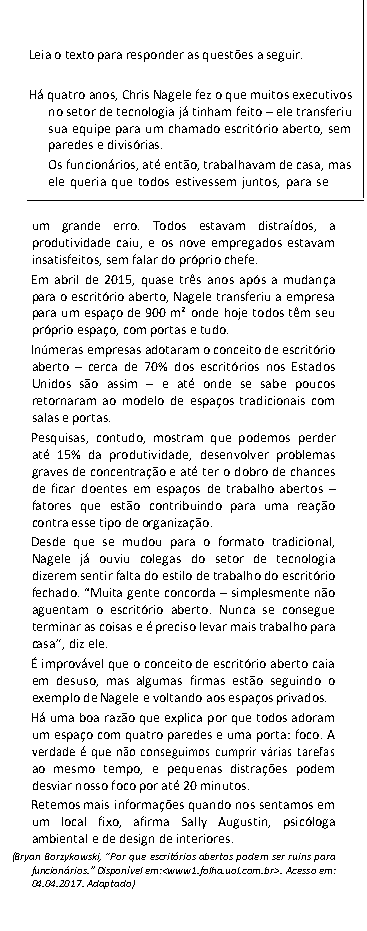 Leia o texto para responder as questões a seguir.
Há quatro anos, Chris Nagele fez o que muitos executivos
no setor de tecnologia já tinham feito – ele transferiu
sua equipe para um chamado escritório aberto, sem
paredes e divisórias.
Os funcionários, até então, trabalhavam de casa, mas
ele queria que todos estivessem juntos, para se
um grande erro. Todos estavam distraídos, a
produtividade caiu, e os nove empregados estavam
insatisfeitos, sem falar do próprio chefe.
Em abril de 2015, quase três anos após a mudança
para o escritório aberto, Nagele transferiu a empresa
para um espaço de 900 m² onde hoje todos têm seu
próprio espaço, com portas e tudo.
Inúmeras empresas adotaram o conceito de escritório
aberto – cerca de 70% dos escritórios nos Estados
Unidos são assim – e até onde se sabe poucos
retornaram ao modelo de espaços tradicionais com
salas e portas.
Pesquisas, contudo, mostram que podemos perder
até 15% da produtividade, desenvolver problemas
graves de concentração e até ter o dobro de chances
de ficar doentes em espaços de trabalho abertos –
fatores que estão contribuindo para uma reação
contra esse tipo de organização.
Desde que se mudou para o formato tradicional,
Nagele já ouviu colegas do setor de tecnologia
dizerem sentir falta do estilo de trabalho do escritório
fechado. “Muita gente concorda – simplesmente não
aguentam o escritório aberto. Nunca se consegue
terminar as coisas e é preciso levar mais trabalho para
casa”, diz ele.
É improvável que o conceito de escritório aberto caia
em desuso, mas algumas firmas estão seguindo o
exemplo de Nagele e voltando aos espaços privados.
Há uma boa razão que explica por que todos adoram
um espaço com quatro paredes e uma porta: foco. A
verdade é que não conseguimos cumprir várias tarefas
ao mesmo tempo, e pequenas distrações podem
desviar nosso foco por até 20 minutos.
Retemos mais informações quando nos sentamos em
um local fixo, afirma Sally Augustin, psicóloga
ambiental e de design de interiores.
(Bryan Borzykowski, “Por que escritórios abertos podem ser ruins para
funcionários.” Disponível em:<www1.folha.uol.com.br>. Acesso em:
04.04.2017. Adaptado)